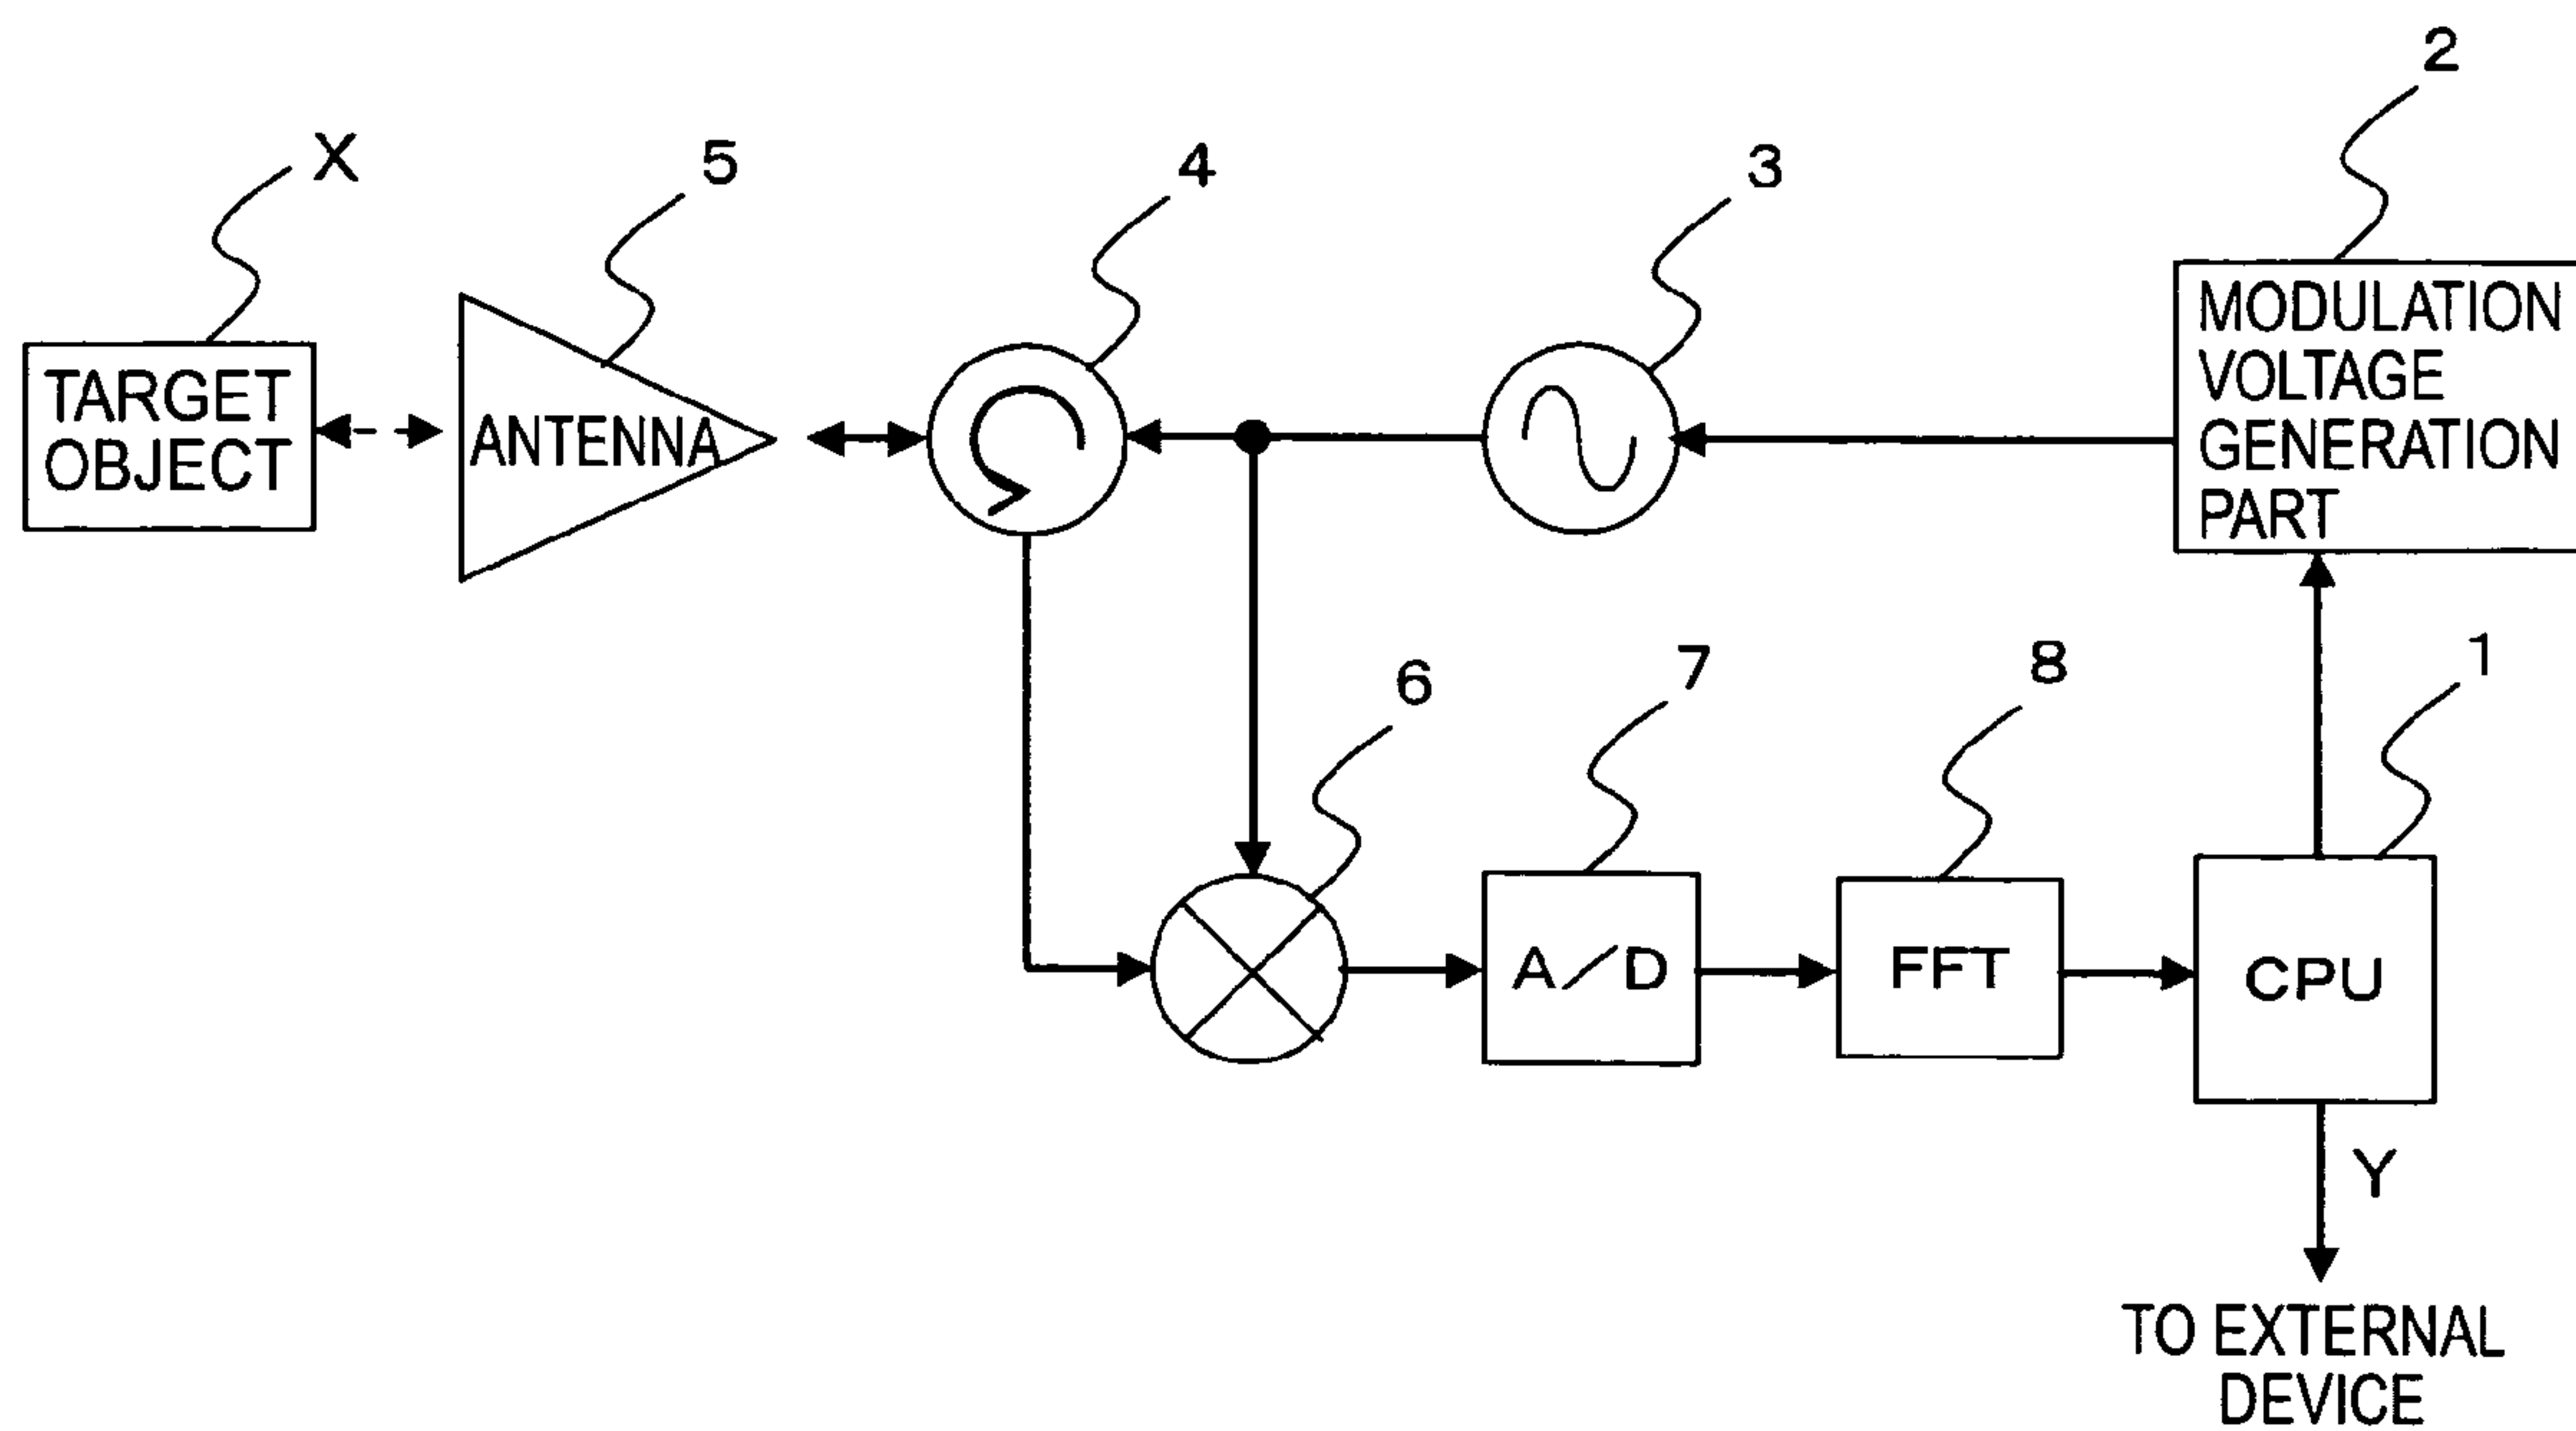 2
X
5
4
3
TARGET
OBJECT
ANTENNA
MODULATION
VOLTAGE
GENERATION
PART
6
7
8
1
A/D
FFT
CPU
Y
TO EXTERNAL
DEVICE